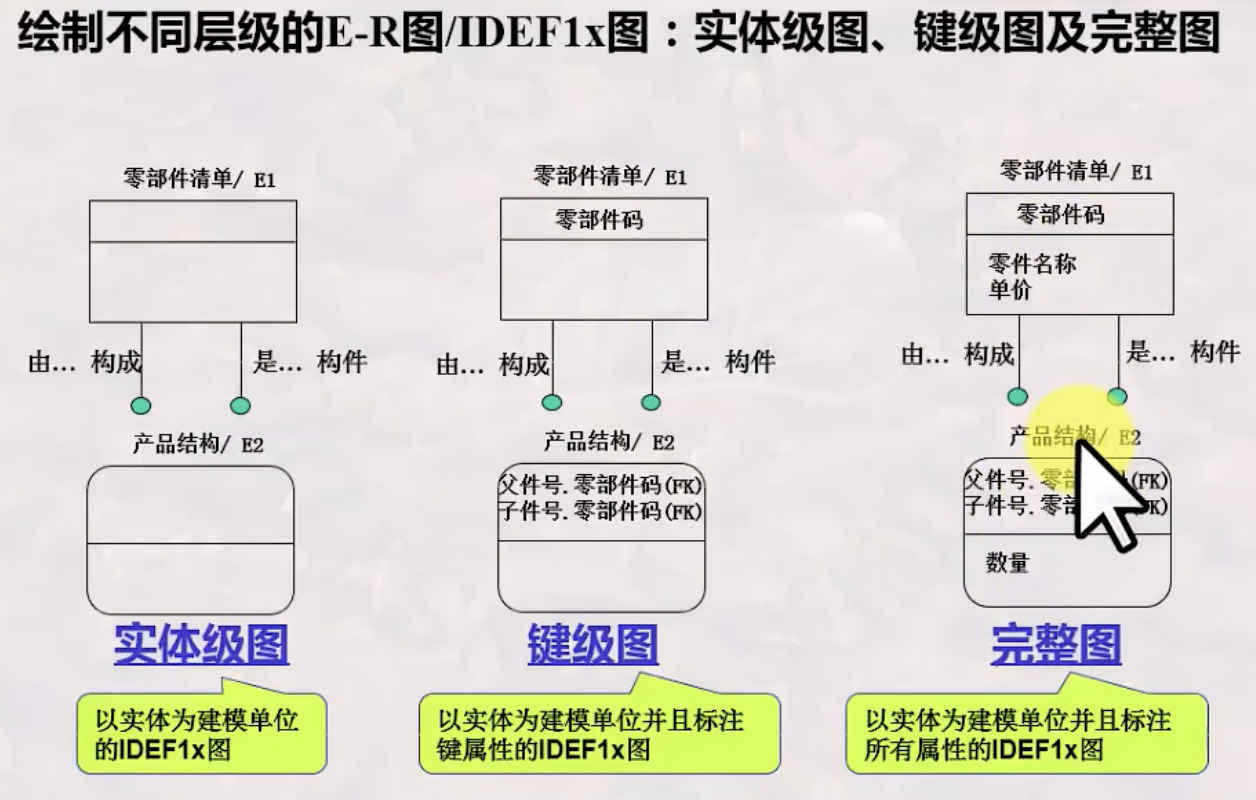 绘制不同层级的E-R图/IDEF1x图：实体级图、键级图及完整图
零部件清单/ E1
由... 构成
是... 构件
产品结构/ E2
实体级图
以实体为建模单位
的IDEF1x图
零部件清单/ E1
零部件码
由... 构成
是... 构件
产品结构/ E2
父件号.零部件码(FK)
子件号.零部件码(FK)
键级图
以实体为建模单位并且标注
键属性的IDEF1x图
零部件清单/ E1
零部件码
零件名称
单价
由... 构成
是... 构件
产品结构/ E2
父件号.零部码(FK)
子件号.零
数量
完整图
以实体为建模单位并且标注
所有属性的IDEF1x图